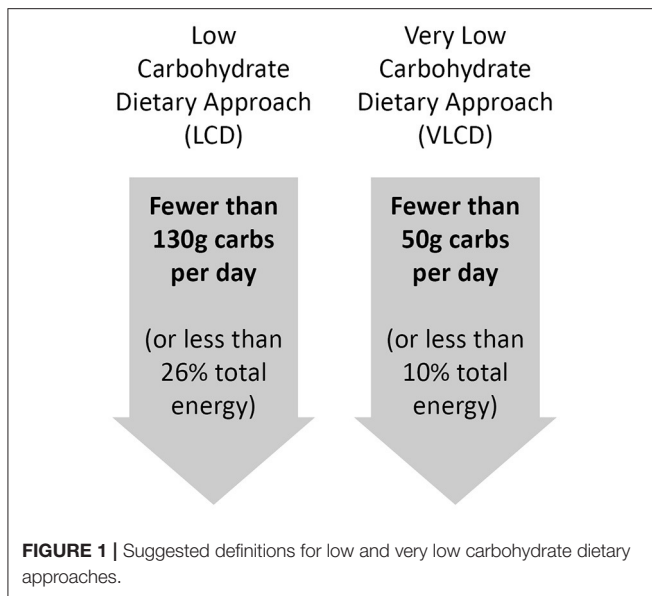 Low
Carbohydrate
Dietary Approach
(LCD)
Fewer than
130g carbs
per day
(or less than
26% total
energy)
Very Low
Carbohydrate
Dietary Approach
(VLCD)
Fewer than
50g carbs
per day
(or less than
10% total
energy)
FIGURE 1 | Suggested definitions for low and very low carbohydrate dietary
approaches.